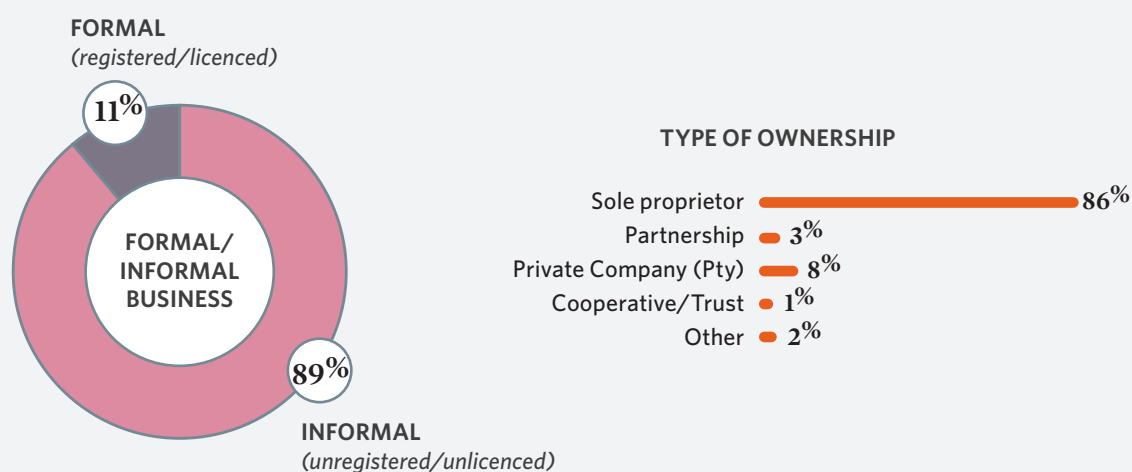 FORMAL
(registered/licenced)
11%
FORMAL/
INFORMAL
BUSINESS
89%
INFORMAL
(unregistered/unlicenced)
TYPE OF OWNERSHIP
Sole proprietor 86%
Partnership 3%
Private Company (Pty) 8%
Cooperative/Trust 1%
Other 2%